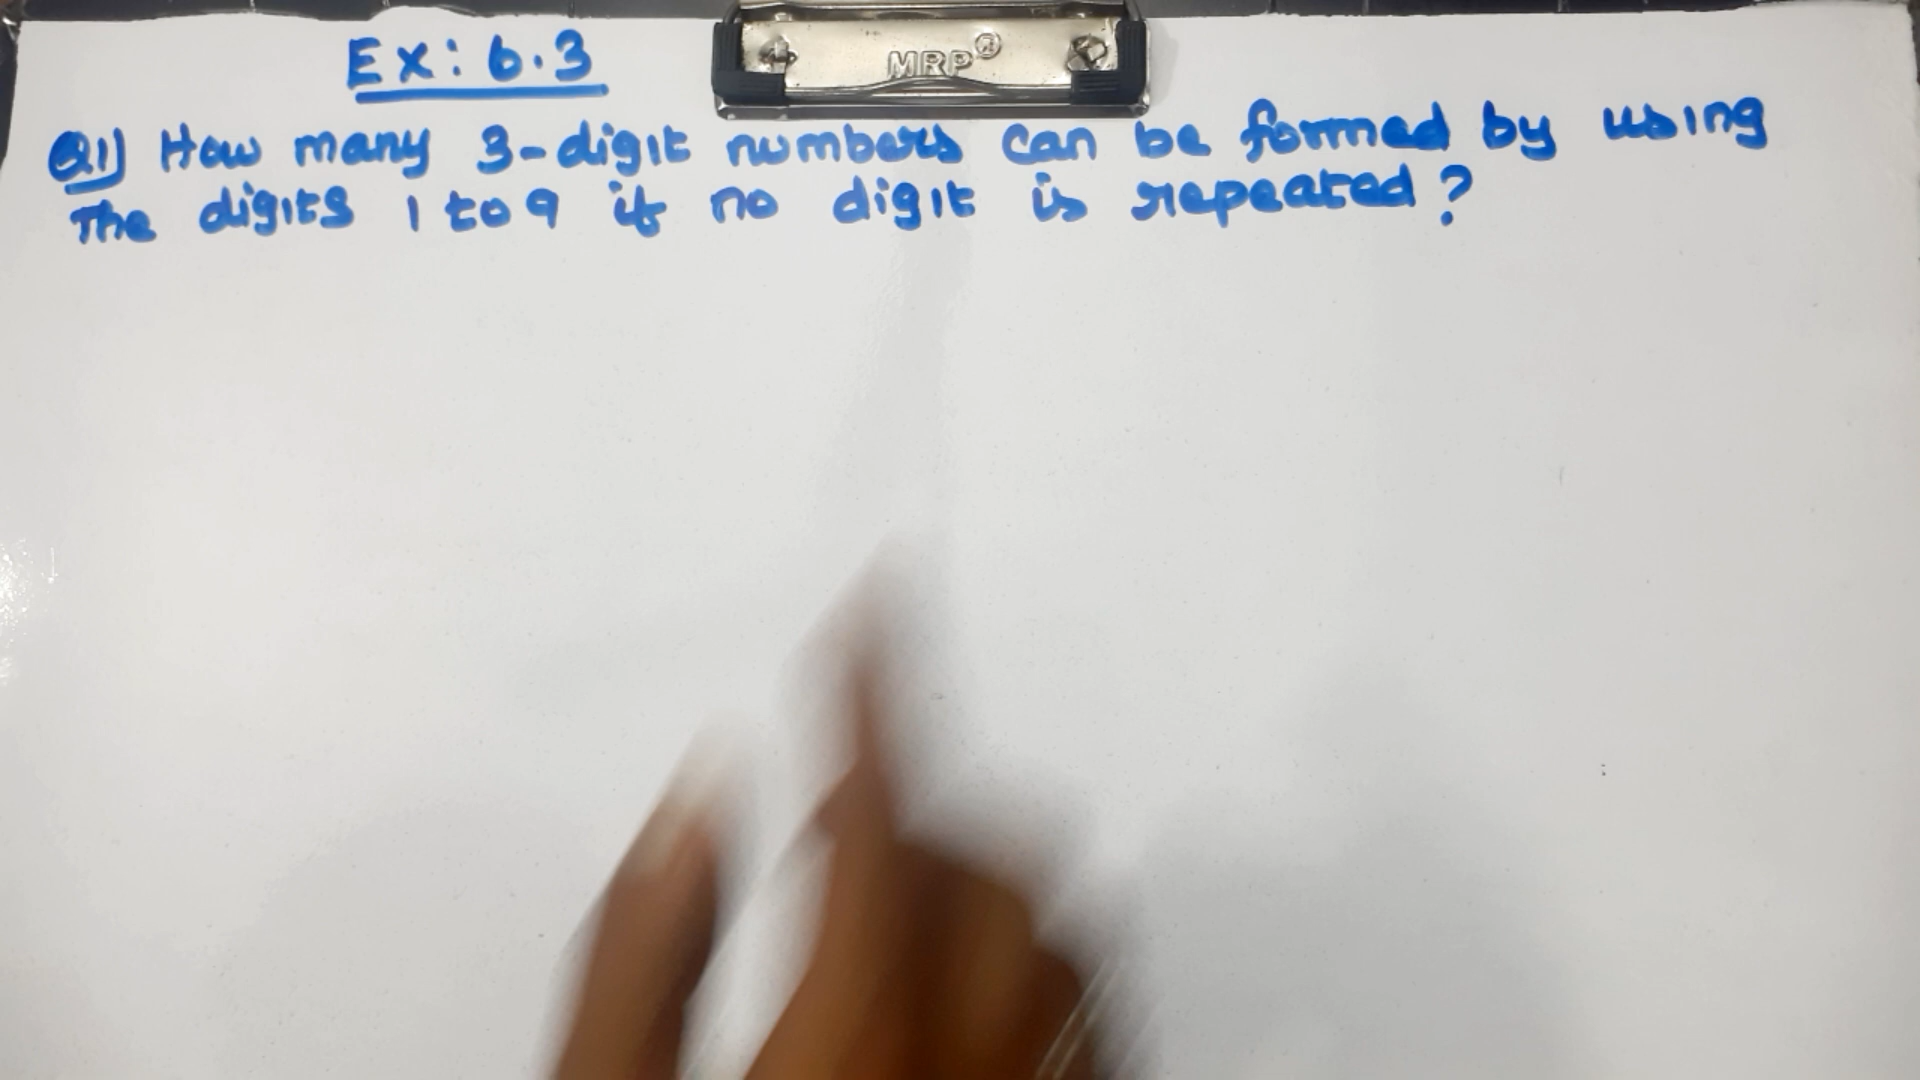 Ex: 6.3
MRP®
Q1) How many 3-digit numbers can be formed by using
The digits 1 to 9 if no digit is repeated?